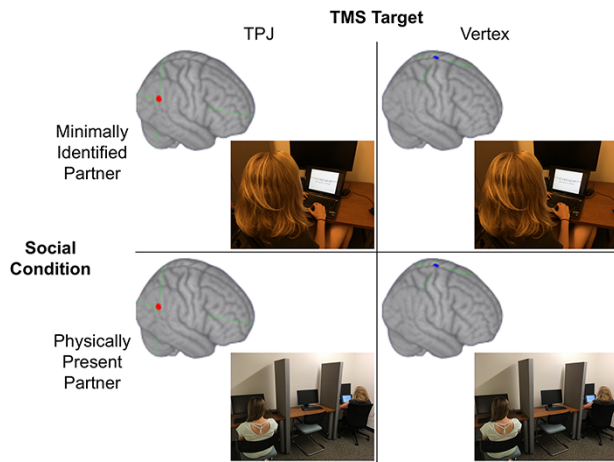 TMS Target
TPJ
Vertex
Minimally
Identified
Partner
Social
Condition
Physically
Present
Partner